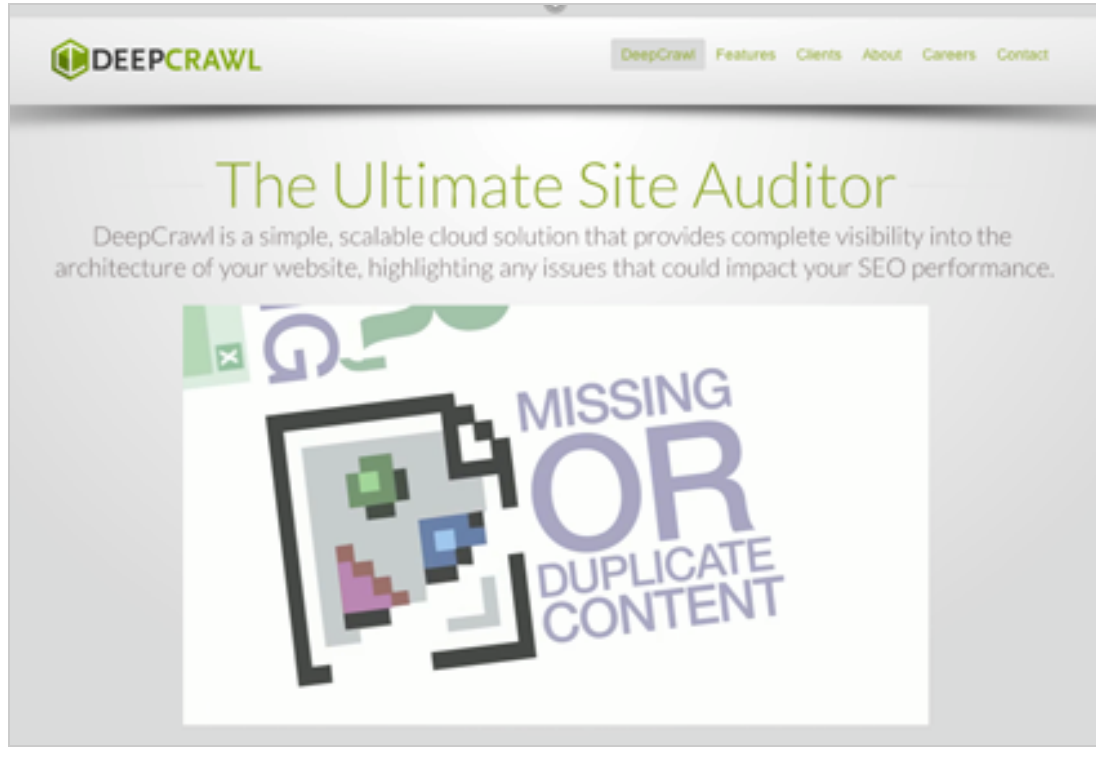 DEEPCRAWL
DeepCrawl Features Clients About Careers Contact
The Ultimate Site Auditor
DeepCrawl is a simple, scalable cloud solution that provides complete visibility into the
architecture of your website, highlighting any issues that could impact your SEO performance.
MISSING
OR
DUPLICATE
CONTENT